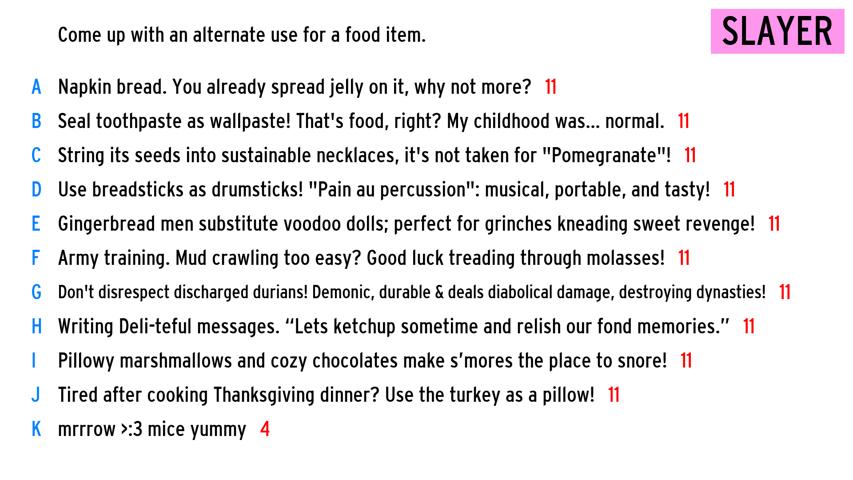 Come up with an alternate use for a food item.
SLAYER
A Napkin bread. You already spread jelly on it, why not more? 11
B Seal toothpaste as wallpaste! That's food, right? My childhood was... normal. 11
C String its seeds into sustainable necklaces, it's not taken for "Pomegranate"! 11
D Use breadsticks as drumsticks! "Pain au percussion": musical, portable, and tasty! 11
E Gingerbread men substitute voodoo dolls; perfect for grinches kneading sweet revenge! 11
F Army training. Mud crawling too easy? Good luck treading through molasses! 11
G Don't disrespect discharged durians! Demonic, durable & deals diabolical damage, destroying dynasties! 11
H Writing Deli-teful messages. “Lets ketchup sometime and relish our fond memories.” 11
I Pillowy marshmallows and cozy chocolates make s’mores the place to snore! 11
J Tired after cooking Thanksgiving dinner? Use the turkey as a pillow! 11
K mrrrow >:3 mice yummy 4